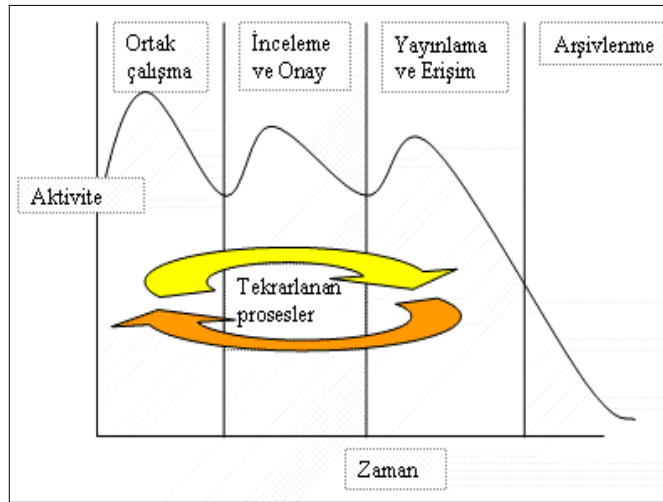 Ortak
çalışma
İnceleme
ve Onay
Yayınlama
ve Erişim
Arşivlenme
Aktivite
Tekrarlanan
prosesler
Zaman